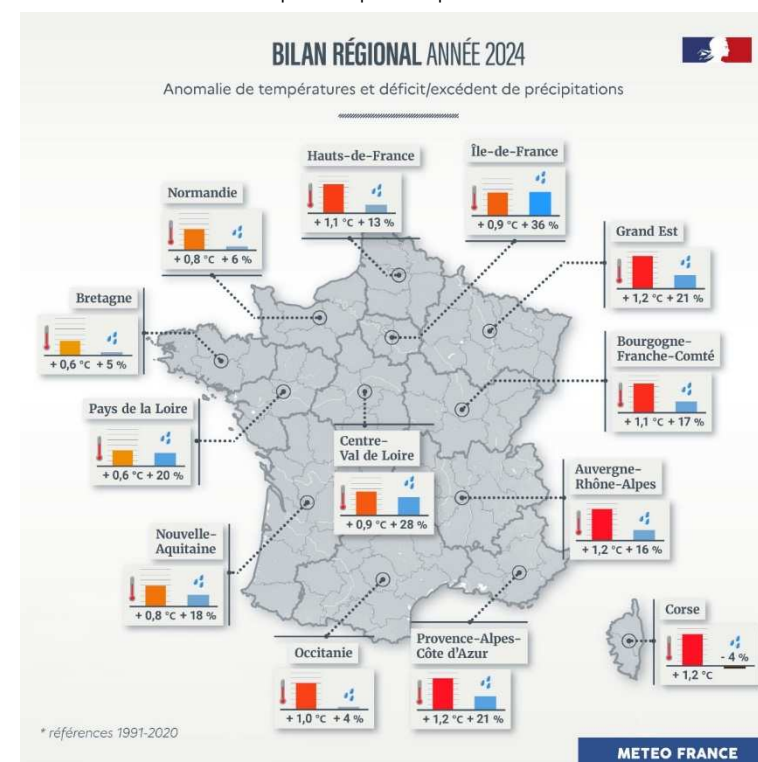 BILAN RÉGIONAL ANNÉE 2024
Anomalie de températures et déficit/excédent de précipitations
Hauts-de-France
+ 1,1 °C + 13 %
Île-de-France
+ 0,9 °C + 36 %
Normandie
+ 0,8 °C + 6 %
Grand Est
+ 1,2 °C + 21 %
Bretagne
+ 0,6 °C + 5 %
Bourgogne-
Franche-Comté
+ 1,1 °C + 17 %
Pays de la Loire
+ 0,6 °C + 20 %
Centre-
Val de Loire
+ 0,9 °C + 28 %
Auvergne-
Rhône-Alpes
+ 1,2 °C + 16 %
Nouvelle-
Aquitaine
+ 0,8 °C + 18 %
Occitanie
+ 1,0 °C + 4 %
Provence-Alpes-
Côte d'Azur
+ 1,2 °C + 21 %
Corse
- 4 %
+ 1,2 °C
* références 1991-2020
METEO FRANCE